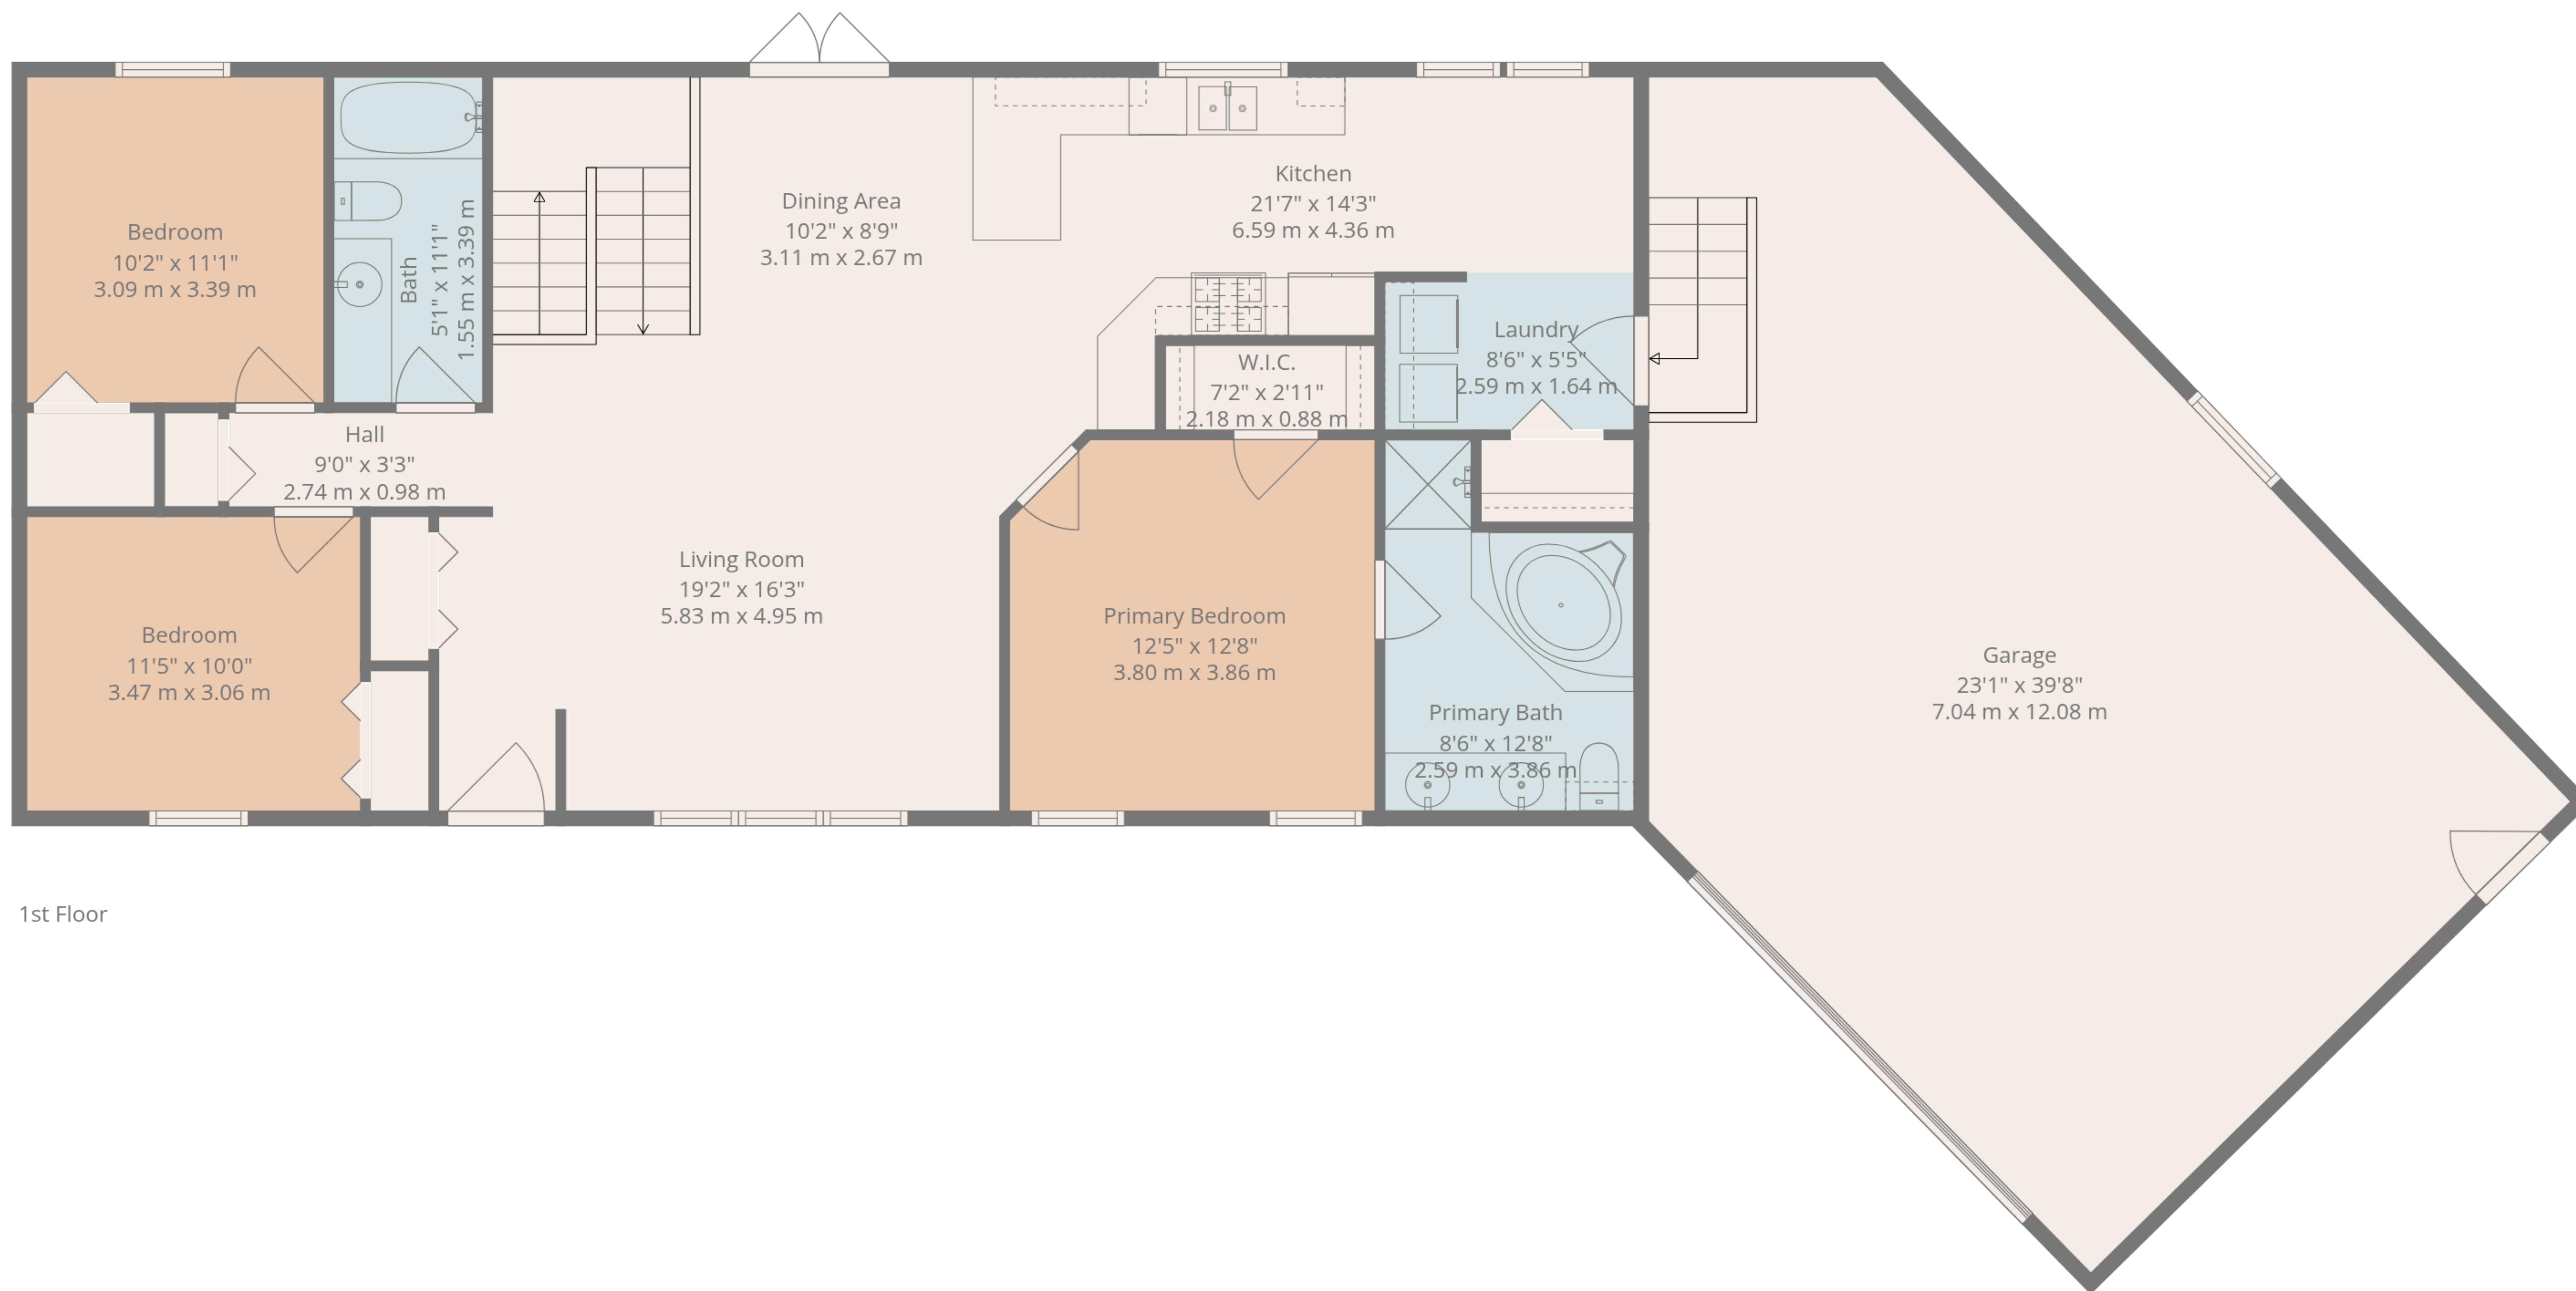 Bedroom
10'2" x 11'1"
3.09 m x 3.39 m
Bath
5'1" x 11'1"
1.55 m x 3.39 m
Dining Area
10'2" x 8'9"
3.11 m x 2.67 m
Kitchen
21'7" x 14'3"
6.59 m x 4.36 m
Laundry
8'6" x 5'5"
2.59 m x 1.64 m
W.I.C.
7'2" x 2'11"
2.18 m x 0.88 m
Hall
9'0" x 3'3"
2.74 m x 0.98 m
Living Room
19'2" x 16'3"
5.83 m x 4.95 m
Bedroom
11'5" x 10'0"
3.47 m x 3.06 m
Primary Bedroom
12'5" x 12'8"
3.80 m x 3.86 m
Primary Bath
8'6" x 12'8"
2.59 m x 3.86 m
Garage
23'1" x 39'8"
7.04 m x 12.08 m
1st Floor